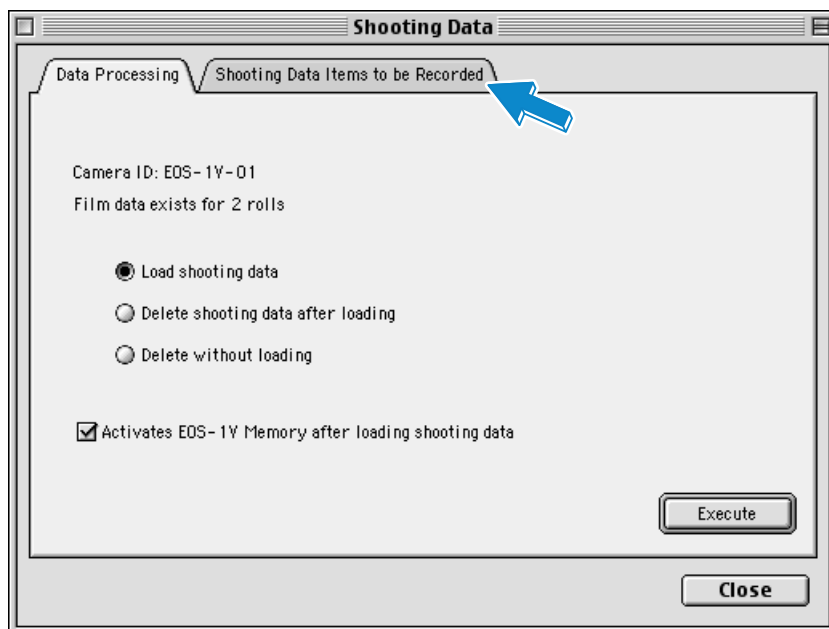 Shooting Data
Data Processing
Shooting Data Items to be Recorded
Camera ID: EOS-1V-01
Film data exists for 2 rolls
Load shooting data
Delete shooting data after loading
Delete without loading
Activates EOS-1V Memory after loading shooting data
Execute
Close